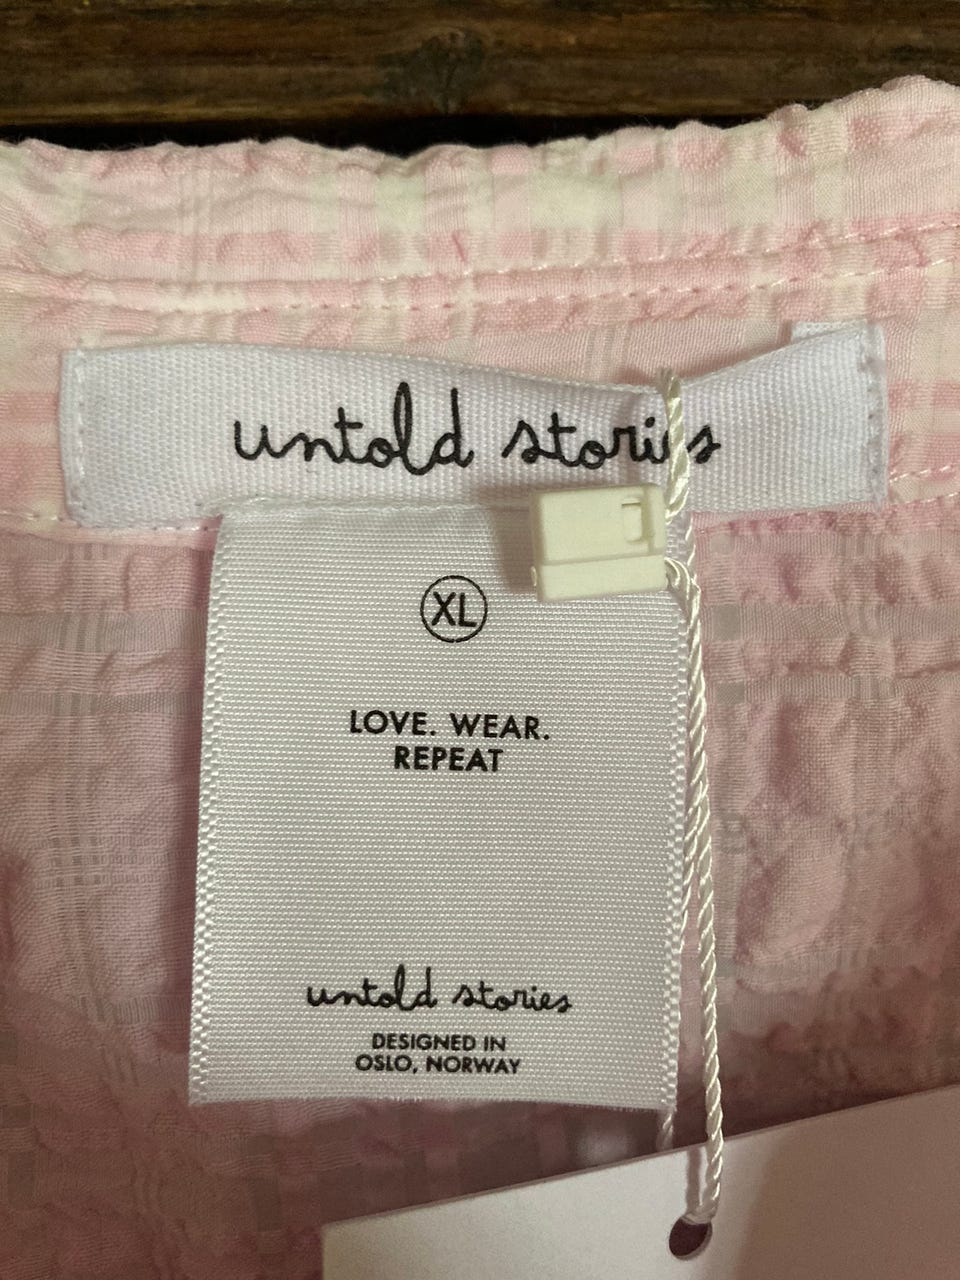 untold stories
XL
LOVE. WEAR.
REPEAT
untold stories
DESIGNED IN
OSLO, NORWAY